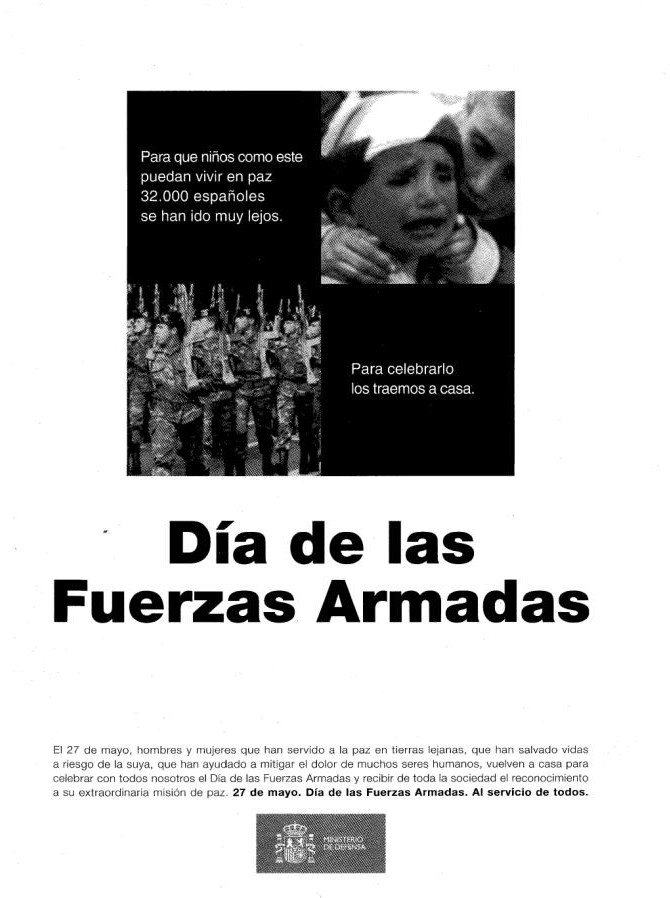 Para que niños como este
puedan vivir en paz
32.000 españoles
se han ido muy lejos.
Para celebrarlo
los traemos a casa.
Día de las
Fuerzas Armadas
El 27 de mayo, hombres y mujeres que han servido a la paz en tierras lejanas, que han salvado vidas
a riesgo de la suya, que han ayudado a mitigar el dolor de muchos seres humanos, vuelven a casa para
celebrar con todos nosotros el Día de las Fuerzas Armadas y recibir de toda la sociedad el reconocimiento
a su extraordinaria misión de paz. 27 de mayo. Día de las Fuerzas Armadas. Al servicio de todos.
MINISTERIO
DE DEFENSA